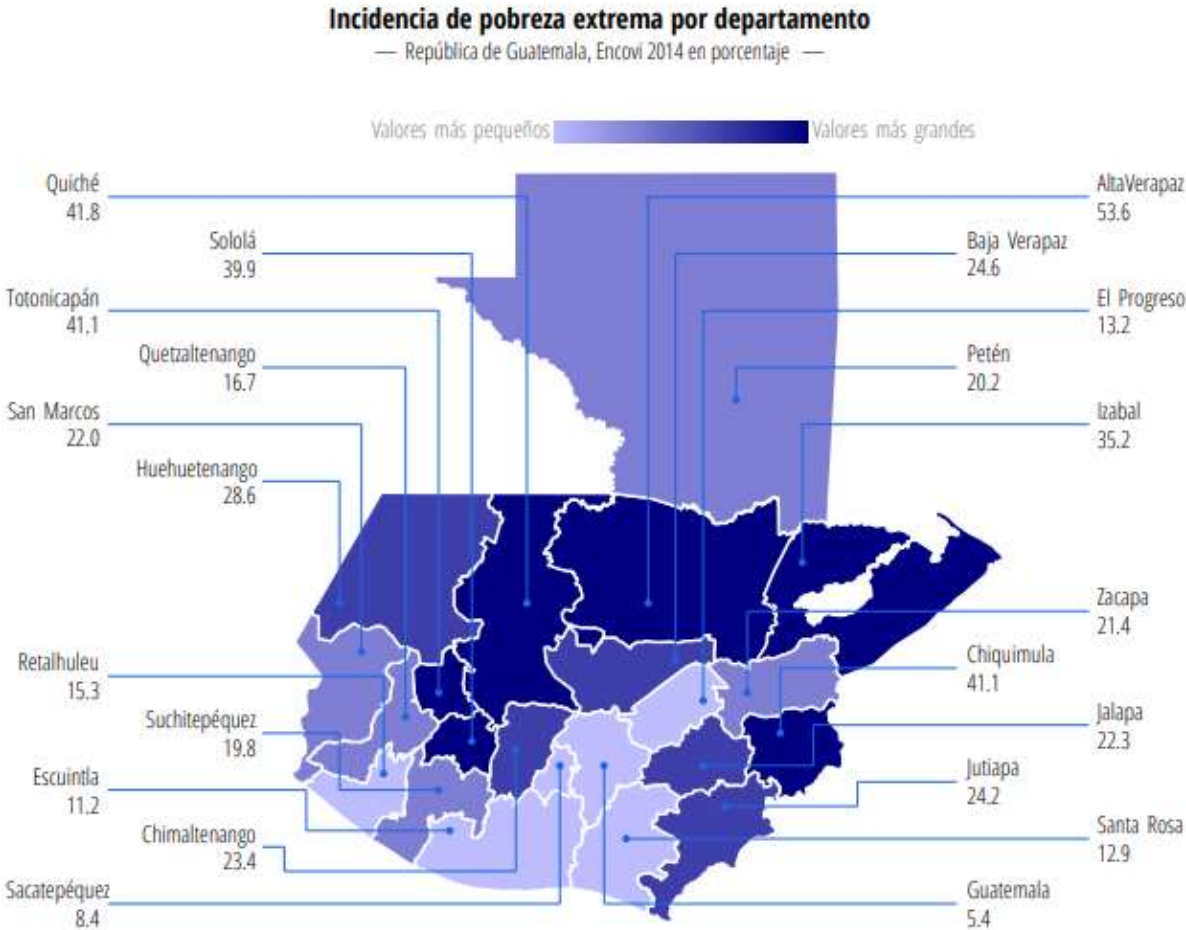 Incidencia de pobreza extrema por departamento
— República de Guatemala, Encovi 2014 en porcentaje —
Valores más pequeños
Valores más grandes
Quiché
41.8
Sololá
39.9
Totonicapán
41.1
Quetzaltenango
16.7
San Marcos
22.0
Huehuetenango
28.6
Retalhuleu
15.3
Suchitepéquez
19.8
Escuintla
11.2
Chimaltenango
23.4
Sacatepéquez
8.4
AltaVerapaz
53.6
Baja Verapaz
24.6
El Progreso
13.2
Petén
20.2
Izabal
35.2
Zacapa
21.4
Chiquimula
41.1
Jalapa
22.3
Jutiapa
24.2
Santa Rosa
12.9
Guatemala
5.4